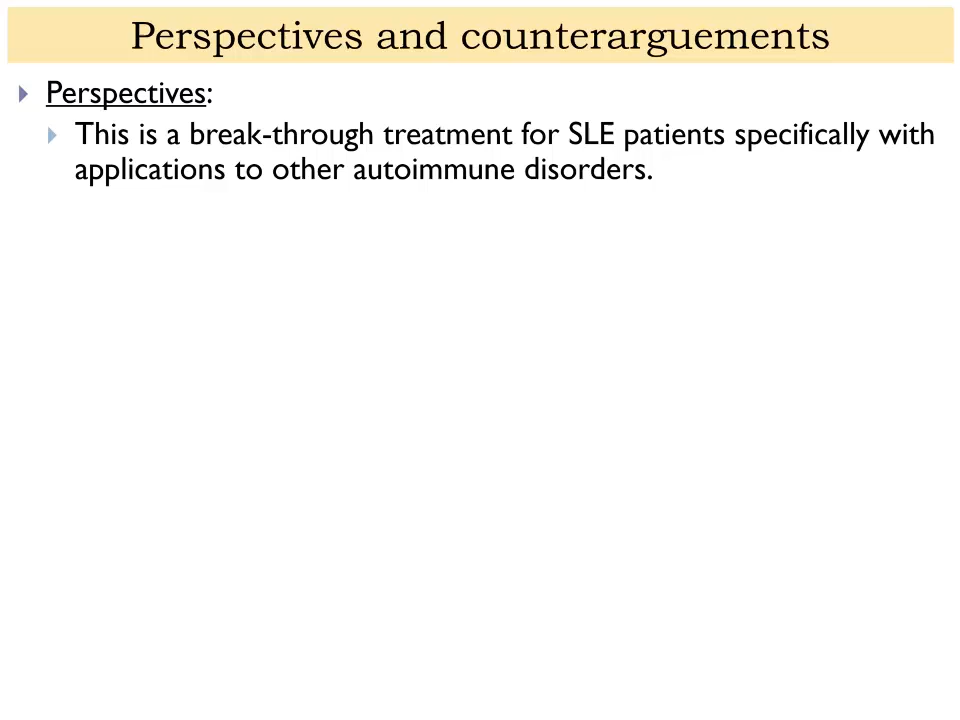 Perspectives and counterarguements
Perspectives:
This is a break-through treatment for SLE patients specifically with
applications to other autoimmune disorders.